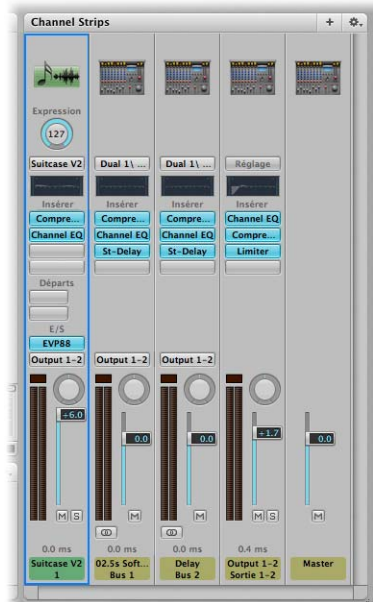 Channel Strips
Expression
127
Suitcase V2 Dual 1\ ... Dual 1\ ... Réglage
Insérer Insérer Insérer Insérer
Compre... Compre... Compre... Channel EQ
Channel EQ Channel EQ Channel EQ Compre...
St-Delay St-Delay Limiter
Départs
E/S
EVP88
Output 1-2 Output 1-2 Output 1-2
+6.0 0.0 0.0 +1.7 0.0
M S M M M S M
0.0 ms 0.0 ms 0.0 ms 0.4 ms
Suitcase V2 02.5s Soft... Delay Output 1-2 Master
1 Bus 1 Bus 2 Sortie 1-2